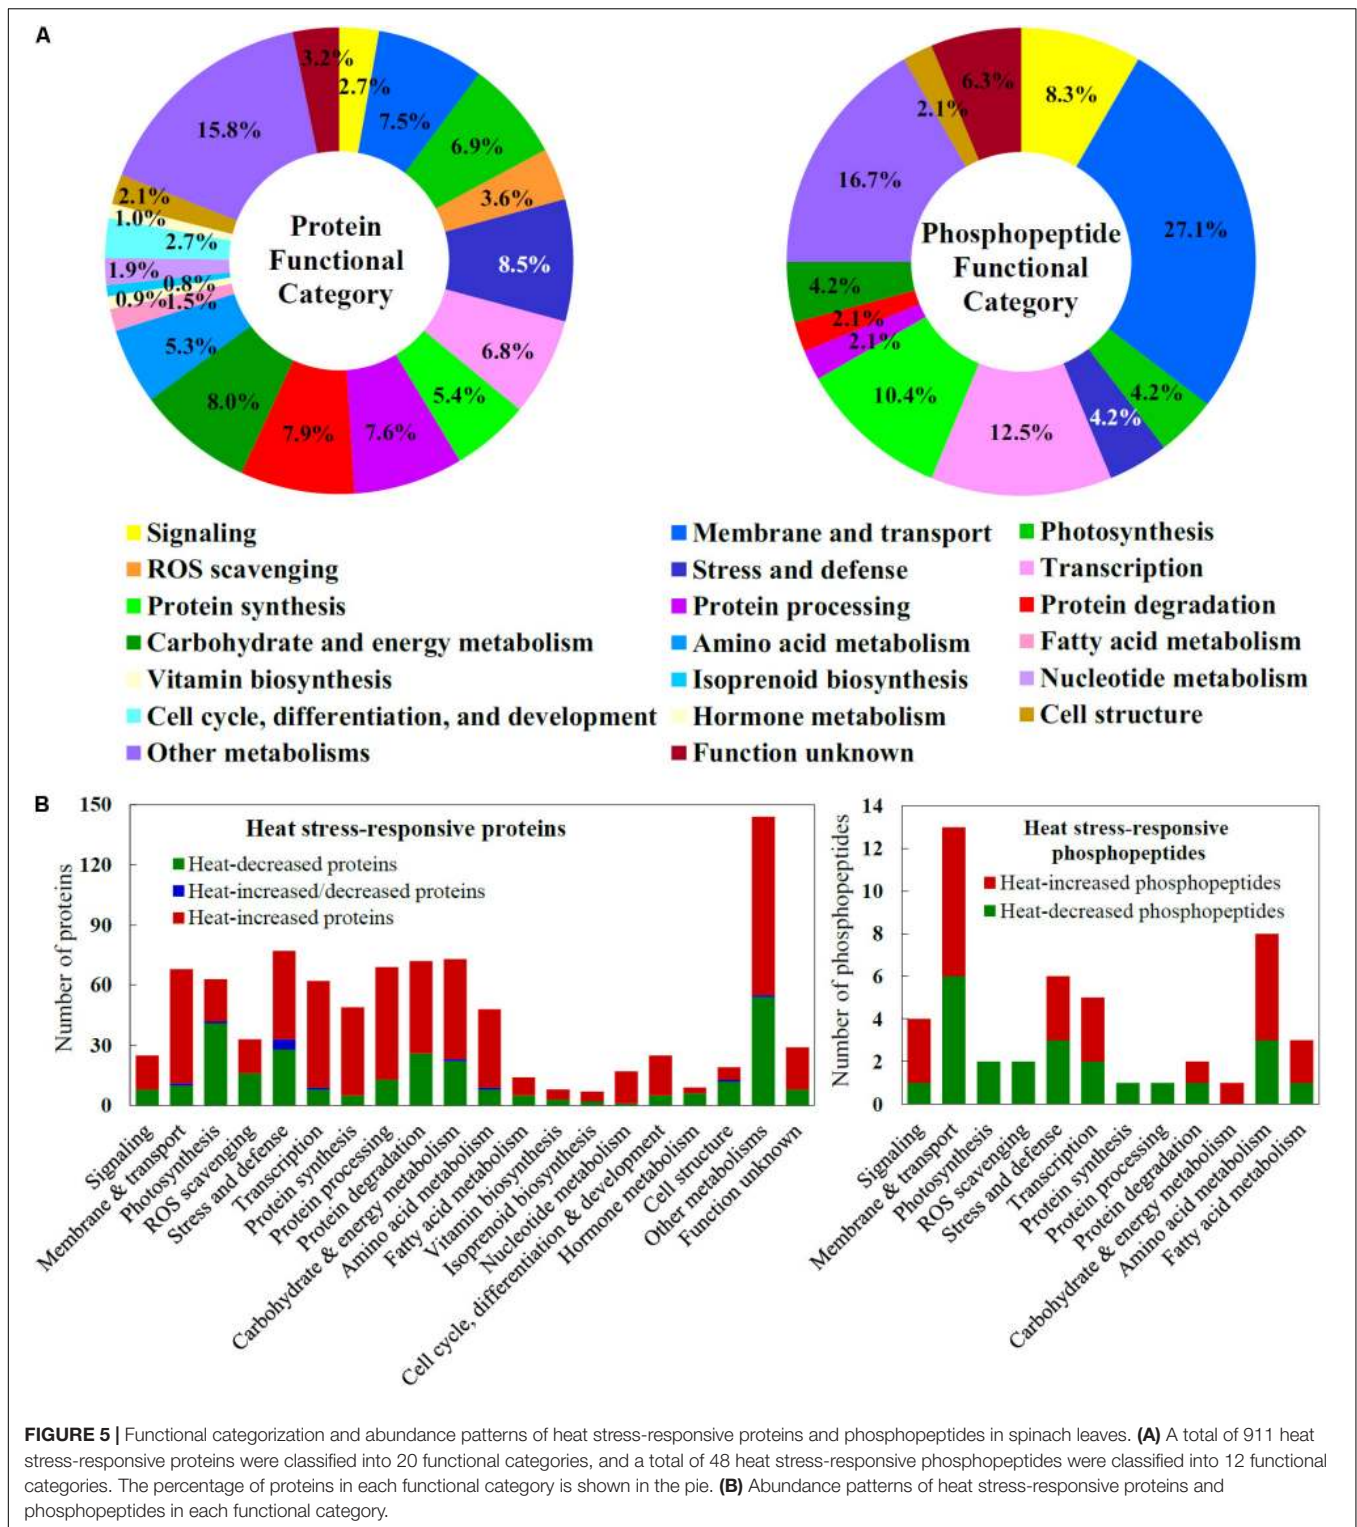 A
3.2%
2.7%
7.5%
6.9%
3.6%
8.5%
6.8%
5.4%
7.6%
7.9%
8.0%
5.3%
1.5%
0.9%
0.8%
1.9%
2.7%
1.0%
2.1%
15.8%
Protein
Functional
Category
6.3%
8.3%
27.1%
4.2%
4.2%
12.5%
10.4%
2.1%
2.1%
4.2%
16.7%
2.1%
Phosphopeptide
Functional
Category
Signaling
Membrane and transport
Photosynthesis
ROS scavenging
Stress and defense
Transcription
Protein synthesis
Protein processing
Protein degradation
Carbohydrate and energy metabolism
Amino acid metabolism
Fatty acid metabolism
Vitamin biosynthesis
Isoprenoid biosynthesis
Nucleotide metabolism
Cell cycle, differentiation, and development
Hormone metabolism
Cell structure
Other metabolisms
Function unknown
B
Number of proteins
150
120
90
60
30
0
Heat stress-responsive proteins
Heat-decreased proteins
Heat-increased/decreased proteins
Heat-increased proteins
Signaling
Membrane & transport
Photosynthesis
ROS scavenging
Stress and defense
Transcription
Protein synthesis
Protein processing
Protein degradation
Carbohydrate & energy metabolism
Amino acid metabolism
Fatty acid metabolism
Vitamin biosynthesis
Isoprenoid biosynthesis
Nucleotide metabolism
Cell cycle, differentiation & development
Hormone metabolism
Cell structure
Other metabolisms
Function unknown
Number of phosphopeptides
14
12
10
8
6
4
2
0
Heat stress-responsive
phosphopeptides
Heat-increased phosphopeptides
Heat-decreased phosphopeptides
Signaling
Membrane & transport
Photosynthesis
ROS scavenging
Stress and defense
Transcription
Protein synthesis
Protein processing
Protein degradation
Carbohydrate & energy metabolism
Amino acid metabolism
Fatty acid metabolism
FIGURE 5 | Functional categorization and abundance patterns of heat stress-responsive proteins and phosphopeptides in spinach leaves. (A) A total of 911 heat
stress-responsive proteins were classified into 20 functional categories, and a total of 48 heat stress-responsive phosphopeptides were classified into 12 functional
categories. The percentage of proteins in each functional category is shown in the pie. (B) Abundance patterns of heat stress-responsive proteins and
phosphopeptides in each functional category.